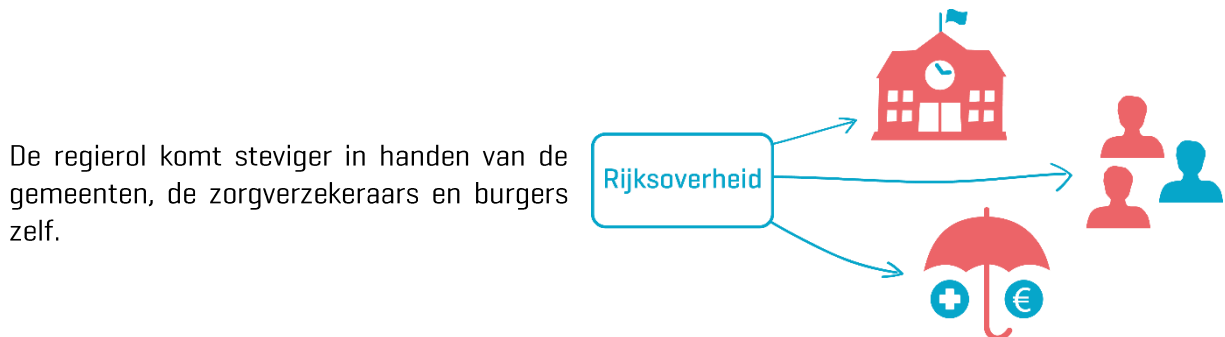 De regierol komt steviger in handen van de
gemeenten, de zorgverzekeraars en burgers
zelf.
Rijksoverheid
€